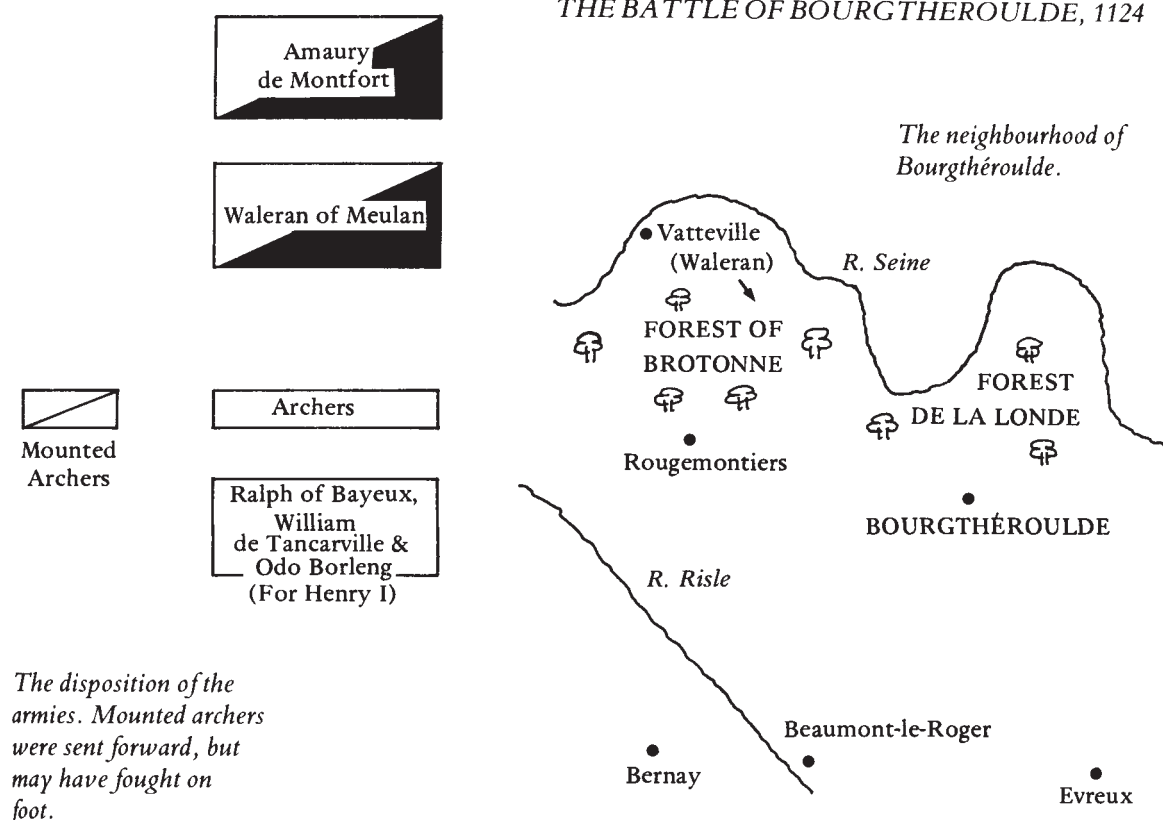 THE BATTLE OF BOURGTHEROULDE, 1124
Amaury
de Montfort
Waleran of Meulan
Mounted
Archers
Archers
Ralph of Bayeux,
William
de Tancarville &
Odo Borleng
(For Henry I)
The disposition of the
armies. Mounted archers
were sent forward, but
may have fought on
foot.
The neighbourhood of
Bourgthéroulde.
Vatteville
(Waleran)
R. Seine
FOREST OF
BROTONNE
FOREST
DE LA LONDE
Rougemontiers
BOURGTHÉROULDE
R. Risle
Beaumont-le-Roger
Bernay
Evreux